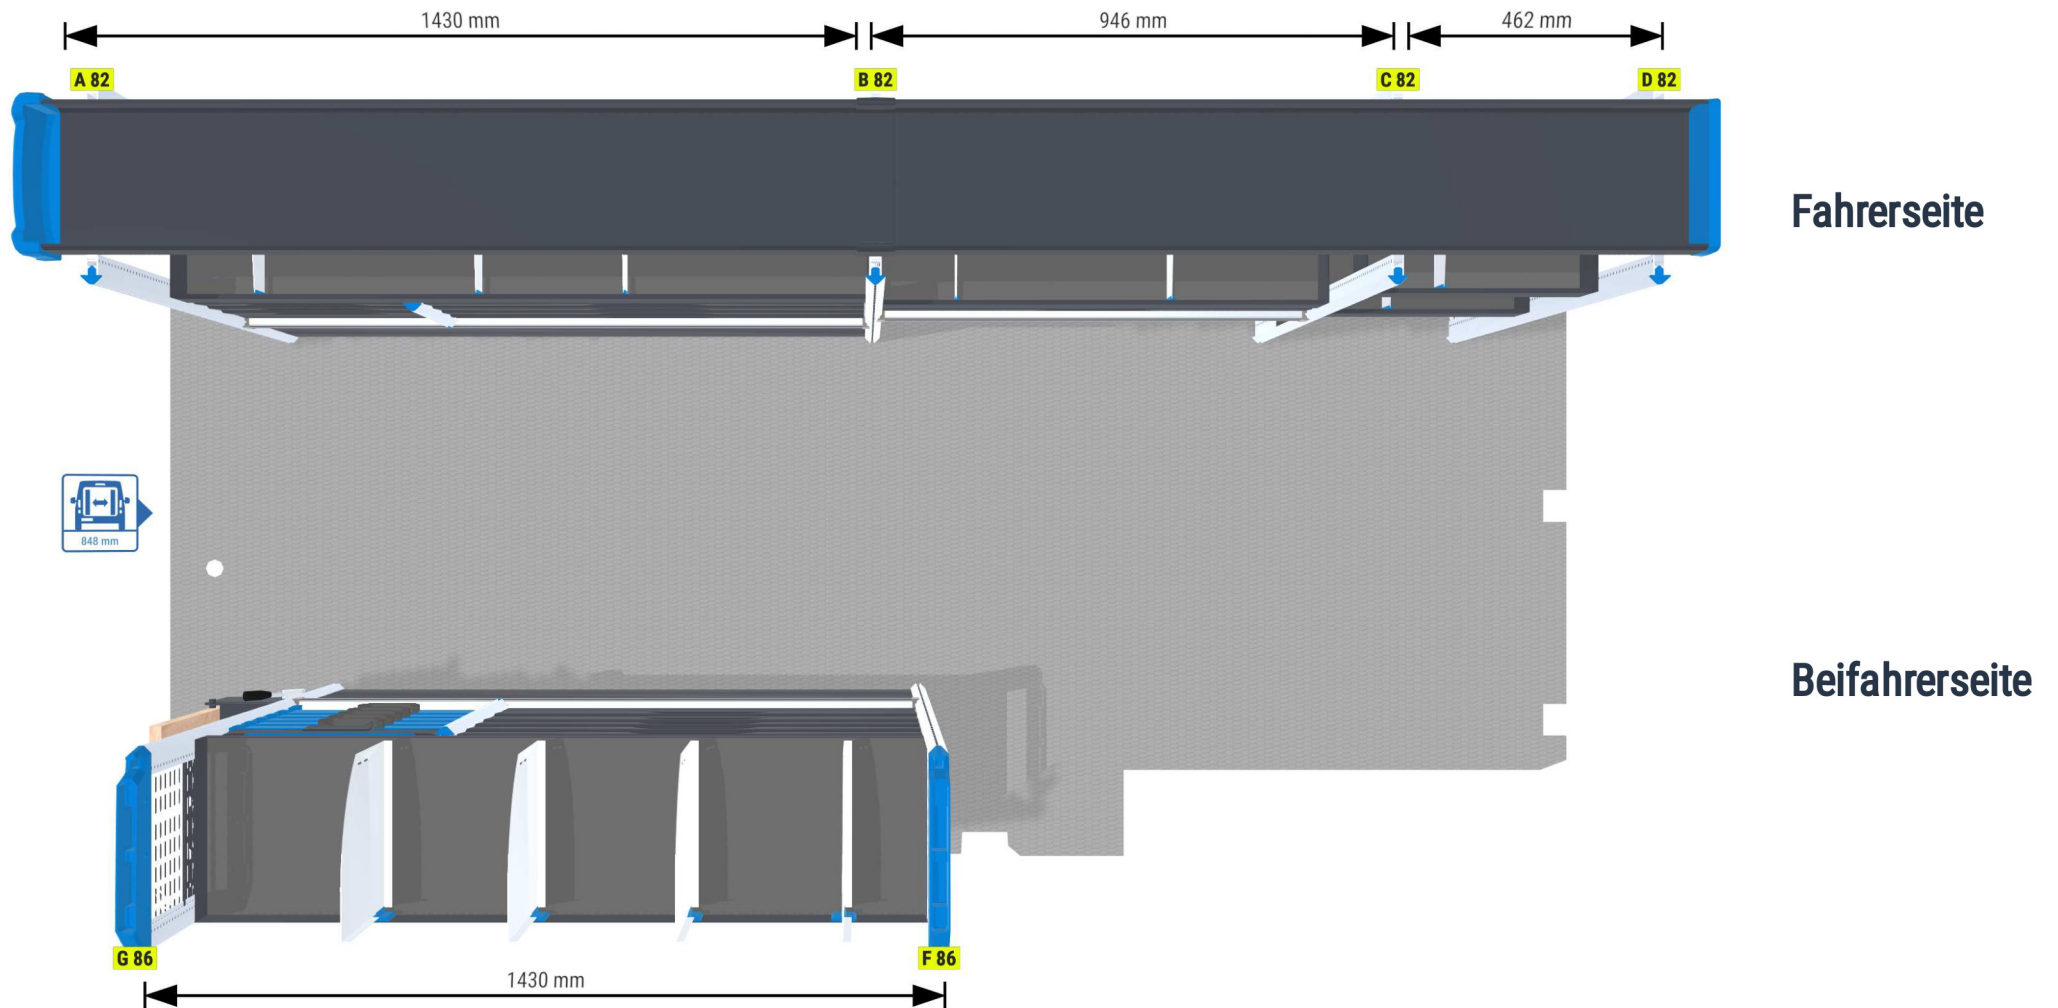 1430 mm
946 mm
462 mm
A 82
B 82
C 82
D 82
Fahrerseite
848 mm
Beifahrerseite
G 86
F 86
1430 mm